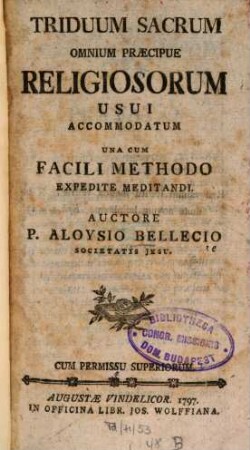 TRIDUUM SACRUM
OMNIUM PRÆCIPUE
RELIGIOSORUM
USUI
ACCOMMODATUM
UNA CUM
FACILI METHODO
EXPEDITE MEDITANDI.
AUCTORE
P. ALOYSIO BELLECIO
SOCIETATIS JESU.
BIBLIOTHECA
DOM. BUDAPEST
CUM PERMISSU SUPERIORUM.
AUGUSTÆ VINDELICOR. 1797.
IN OFFICINA LIBR. JOS. WOLFFIANA.